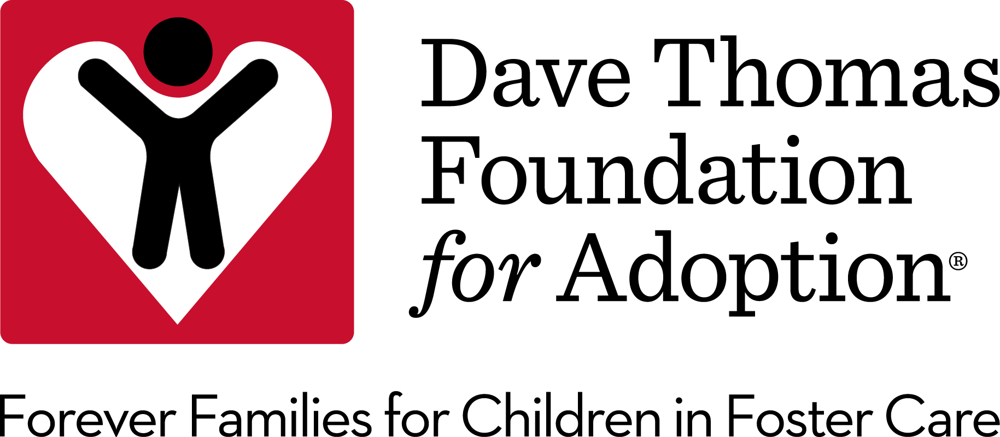 Dave Thomas
Foundation
for Adoption®
Forever Families for Children in Foster Care